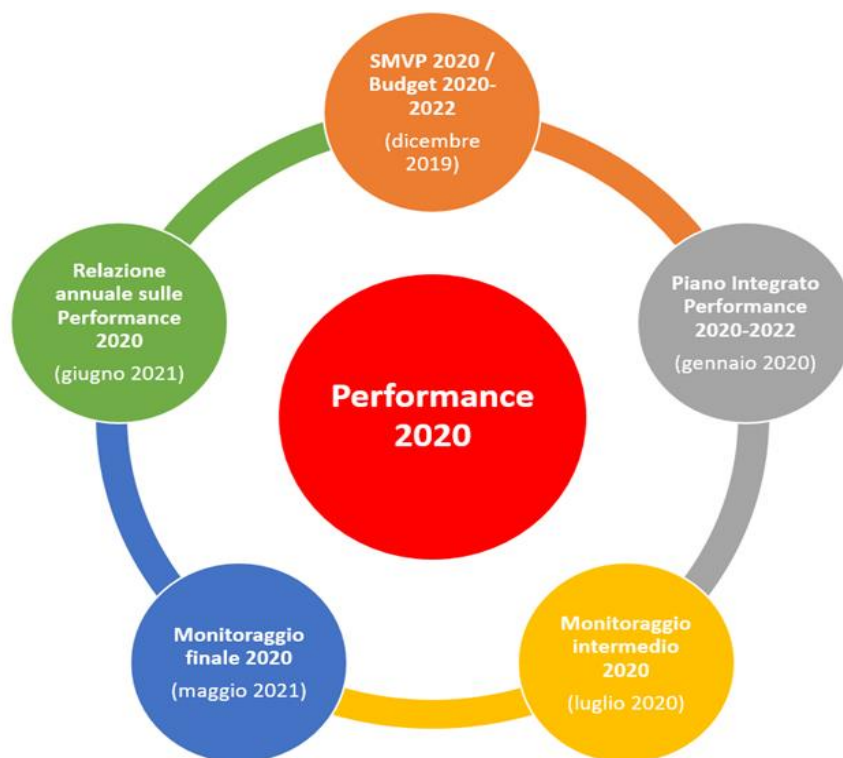 SMVP 2020 /
Budget 2020-
2022
(dicembre
2019)
Piano Integrato
Performance
2020-2022
(gennaio 2020)
Monitoraggio
intermedio
2020
(luglio 2020)
Monitoraggio
finale 2020
(maggio 2021)
Relazione
annuale sulle
Performance
2020
(giugno 2021)
Performance
2020